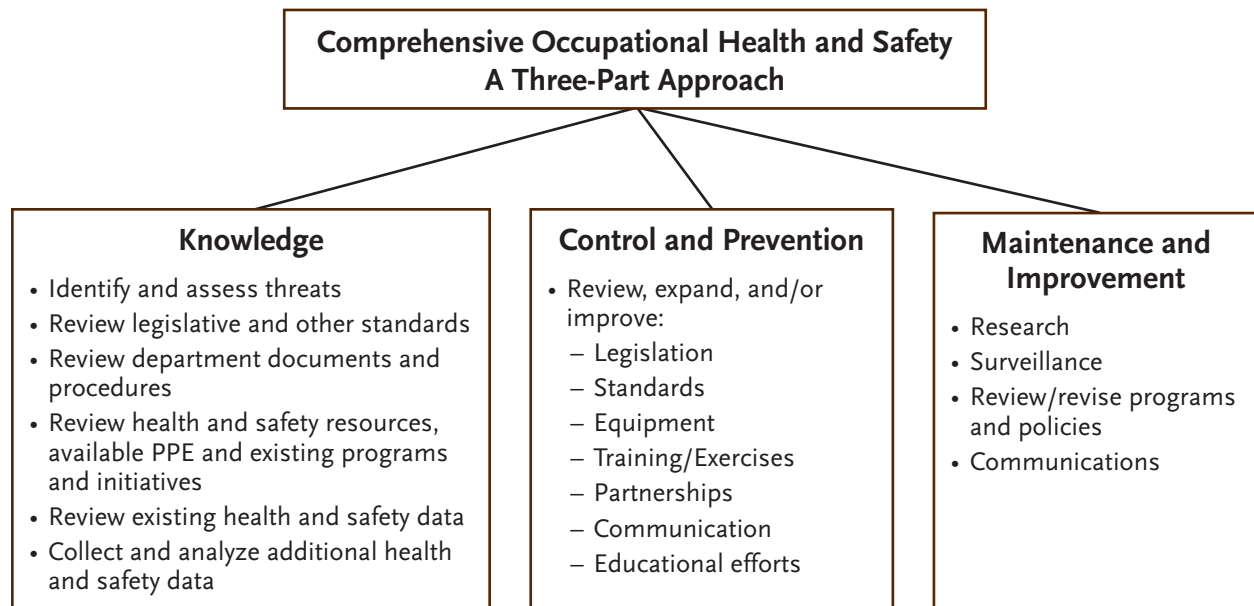 Comprehensive Occupational Health and Safety
A Three-Part Approach
Knowledge
• Identify and assess threats
• Review legislative and other standards
• Review department documents and
procedures
• Review health and safety resources,
available PPE and existing programs
and initiatives
• Review existing health and safety data
• Collect and analyze additional health
and safety data
Control and Prevention
• Review, expand, and/or
improve:
– Legislation
– Standards
– Equipment
– Training/Exercises
– Partnerships
– Communication
– Educational efforts
Maintenance and
Improvement
• Research
• Surveillance
• Review/revise programs
and policies
• Communications